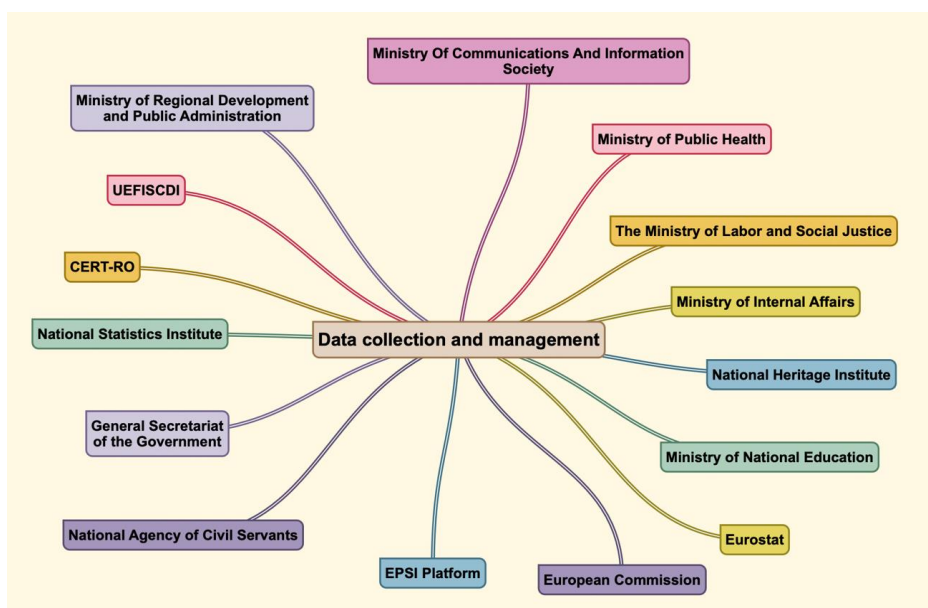 Ministry Of Communications And Information
Society
Ministry of Regional Development
and Public Administration
Ministry of Public Health
UEFISCDI
The Ministry of Labor and Social Justice
CERT-RO
Ministry of Internal Affairs
National Statistics Institute
Data collection and management
National Heritage Institute
General Secretariat
of the Government
Ministry of National Education
National Agency of Civil Servants
Eurostat
EPSI Platform
European Commission